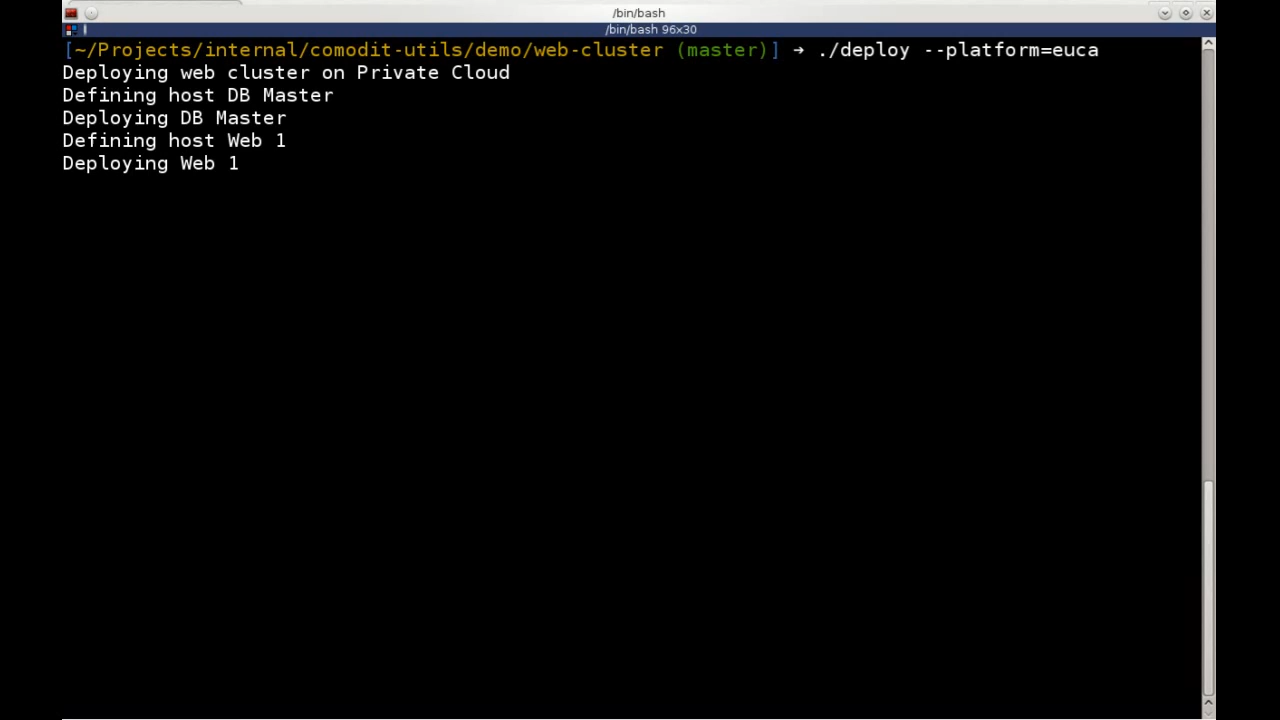 /bin/bash
/bin/bash 96x30
[~/Projects/internal/comodit-utils/demo/web-cluster (master)] → ./deploy --platform=euca
Deploying web cluster on Private Cloud
Defining host DB Master
Deploying DB Master
Defining host Web 1
Deploying Web 1